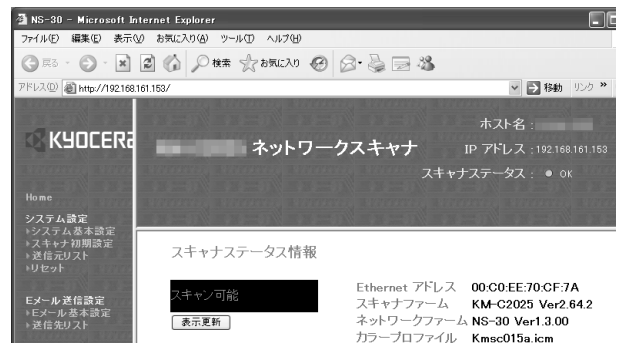 NS-30 - Microsoft Internet Explorer
ファイル(F) 編集(E) 表示(V) お気に入り(A) ツール(T) ヘルプ(H)
戻る 検索 お気に入り
アドレス(D) http://192.168.161.153/ 移動 リンク »
KYOCERA
ホスト名 :
ネットワークスキャナ IP アドレス : 192.168.161.153
スキャナステータス : OK
Home
システム設定
システム基本設定
スキャナ初期設定
送信元リスト
リセット
Eメール送信設定
Eメール基本設定
送信先リスト
スキャナステータス情報
スキャン可能
表示更新
Ethernet アドレス 00:C0:EE:70:CF:7A
スキャナファーム KM-C2025 Ver2.64.2
ネットワークファーム NS-30 Ver1.3.00
カラープロファイル Kmsc015a.icm